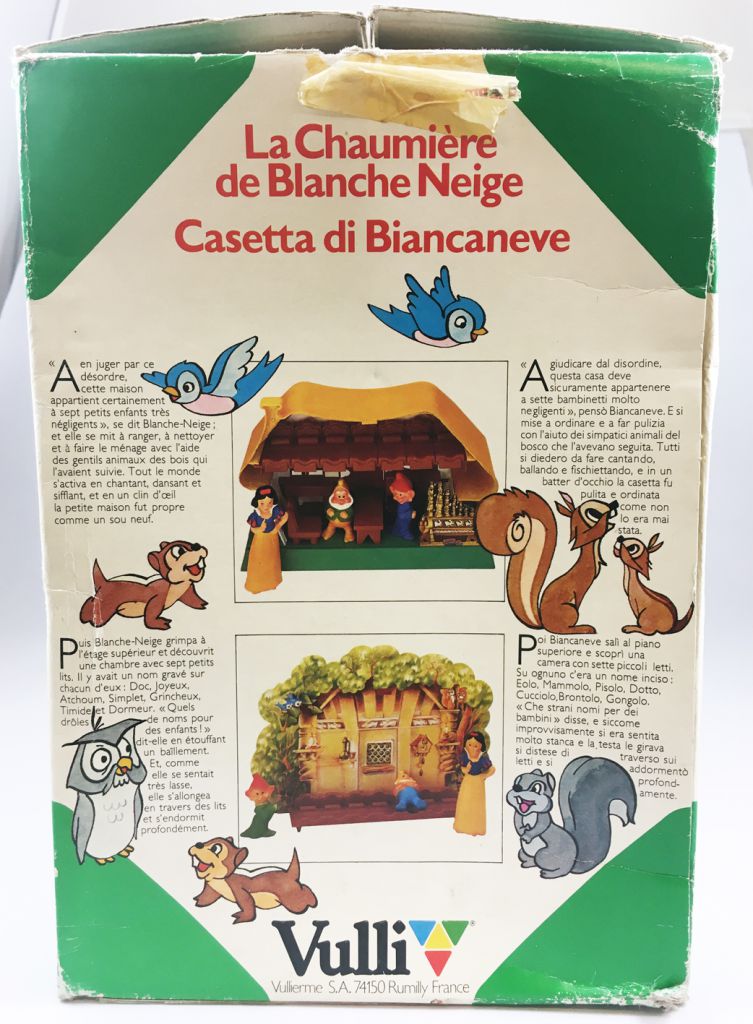 La Chaumière
de Blanche Neige
Casetta di Biancaneve
« A en juger par ce
désordre,
cette maison
appartient certainement
à sept petits enfants très
négligents », se dit Blanche-Neige ;
et elle se mit à ranger, à nettoyer
et à faire le ménage avec l'aide
des gentils animaux des bois qui
l'avaient suivie. Tout le monde
s'activa en chantant, dansant et
sifflant, et en un clin d'œil
la petite maison fut propre
comme un sou neuf.
Puis Blanche-Neige grimpa à
l'étage supérieur et découvrit
une chambre avec sept petits
lits. Il y avait un nom gravé sur
chacun d'eux : Doc, Joyeux,
Atchoum, Simplet, Grincheux,
Timide et Dormeur. « Quels
drôles de noms pour
des enfants ! »
dit-elle en étouffant
un baîllement.
Et, comme
elle se sentait
très lasse,
elle s'allongea
en travers des lits
et s'endormit
profondément.
« A giudicare dal disordine,
questa casa deve
sicuramente appartenere
a sette bambinetti molto
negligenti », pensò Biancaneve. E si
mise a ordinare e a far pulizia
con l'aiuto dei simpatici animali del
bosco che l'avevano seguita. Tutti
si diedero da fare cantando,
ballando e fischiettando, e in un
batter d'occhio la casetta fu
pulita e ordinata
come non
lo era mai
stata.
Poi Biancaneve salì al piano
superiore e scoprì una
camera con sette piccoli letti.
Su ognuno c'era un nome inciso :
Eolo, Mammolo, Pisolo, Dotto,
Cucciolo,Brontolo, Gongolo.
« Che strani nomi per dei
bambini » disse, e siccome
improvvisamente si era sentita
molto stanca e la testa le girava
si distese di traverso sui
letti e si addormentò
profond-
amente.
Vulli®
Vullierme S.A. 74150 Rumilly France